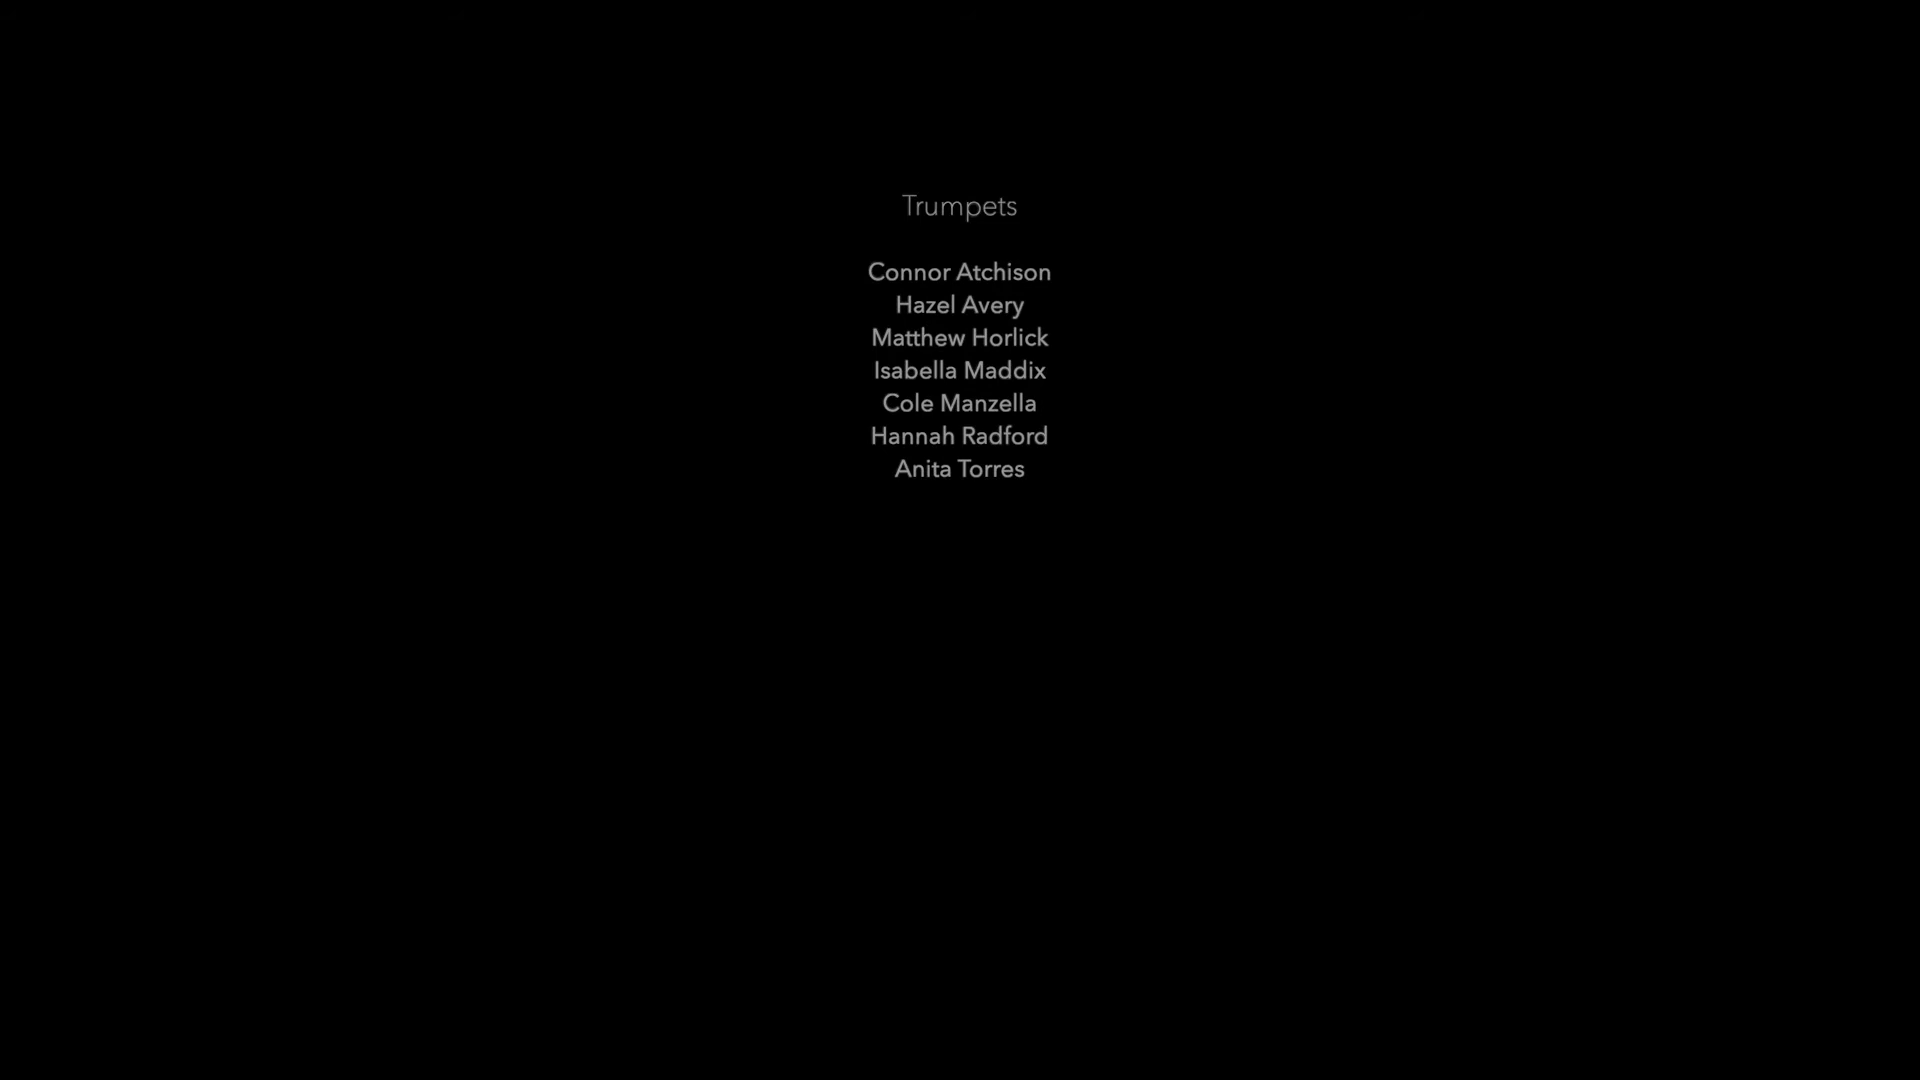 Trumpets
Connor Atchison
Hazel Avery
Matthew Horlick
Isabella Maddix
Cole Manzella
Hannah Radford
Anita Torres